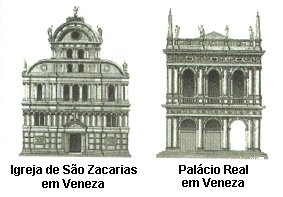 Igreja de São Zacarias
em Veneza
Palácio Real
em Veneza